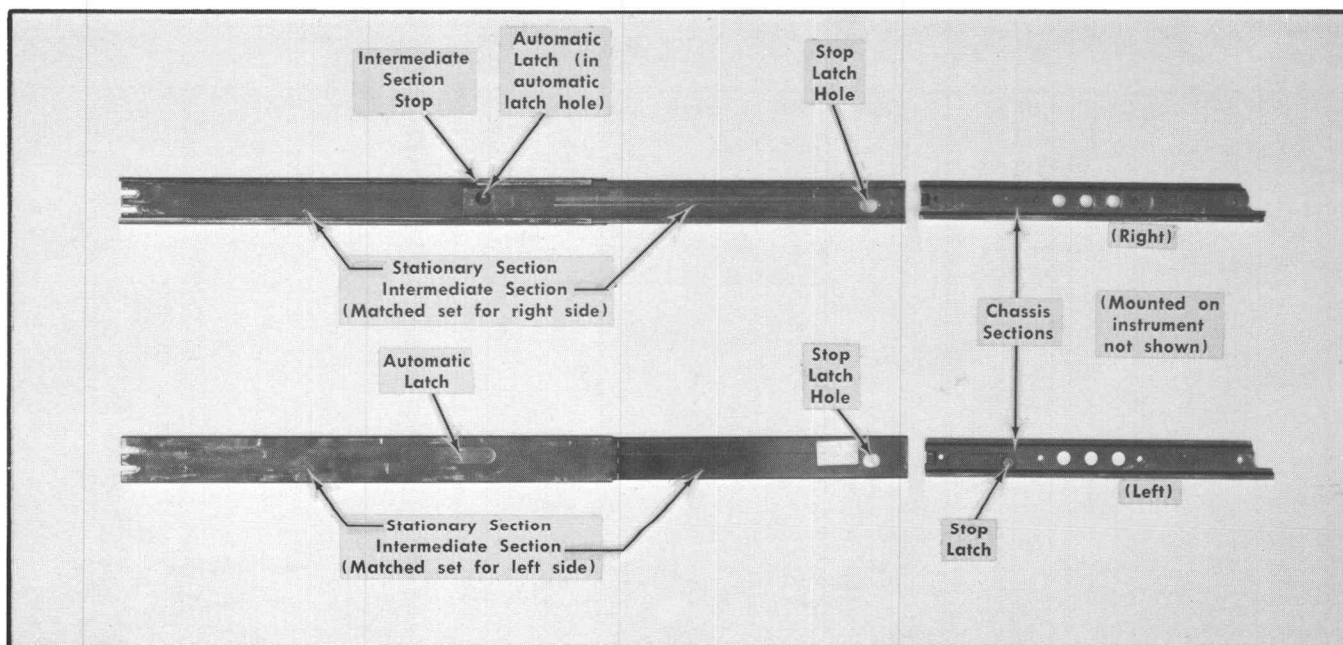 Intermediate
Section
Stop
Automatic
Latch (in
automatic
latch hole)
Stop
Latch
Hole
(Right)
Stationary Section
Intermediate Section
(Matched set for right side)
Chassis
Sections
(Mounted on
instrument
not shown)
Automatic
Latch
Stop
Latch
Hole
(Left)
Stationary Section
Intermediate Section
(Matched set for left side)
Stop
Latch